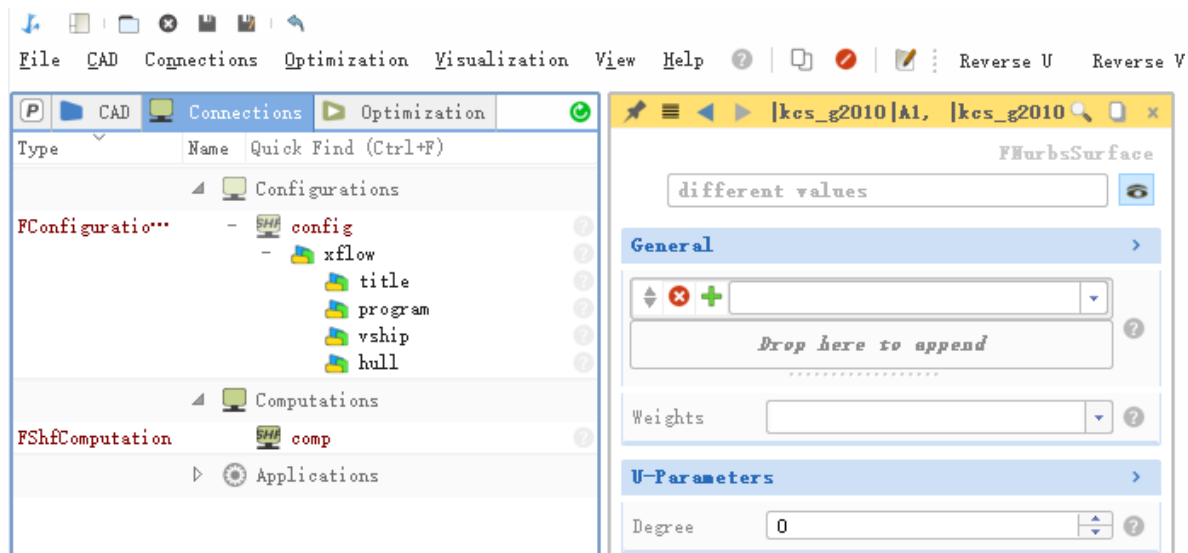 File CAD Connections Optimization Visualization View Help Reverse U Reverse V
P CAD Connections Optimization
Type Name Quick Find (Ctrl+F)
Configurations
FConfiguratio... SHF config
xflow
title
program
vship
hull
Computations
FShfComputation SHF comp
Applications
|kcs_g2010|A1, |kcs_g2010
FNurbsSurface
different values
General
Drop here to append
Weights
U-Parameters
Degree 0